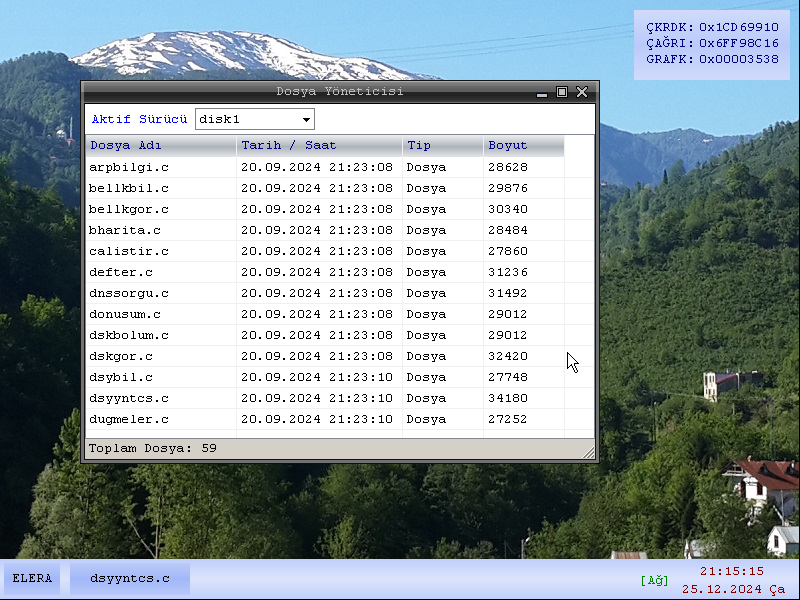 ÇKRDK: 0x1CD69910
ÇAĞRI: 0x6FF98C16
GRAFK: 0x00003538
Dosya Yöneticisi
Aktif Sürücü disk1
Dosya Adı Tarih / Saat Tip Boyut
arpbilgi.c 20.09.2024 21:23:08 Dosya 28628
bellkbil.c 20.09.2024 21:23:08 Dosya 29876
bellkgor.c 20.09.2024 21:23:08 Dosya 30340
bharita.c 20.09.2024 21:23:08 Dosya 28484
calistir.c 20.09.2024 21:23:08 Dosya 27860
defter.c 20.09.2024 21:23:08 Dosya 31236
dnssorgu.c 20.09.2024 21:23:08 Dosya 31492
donusum.c 20.09.2024 21:23:08 Dosya 29012
dskbolum.c 20.09.2024 21:23:08 Dosya 29012
dskgor.c 20.09.2024 21:23:08 Dosya 32420
dsybil.c 20.09.2024 21:23:10 Dosya 27748
dsyyntcs.c 20.09.2024 21:23:10 Dosya 34180
dugmeler.c 20.09.2024 21:23:10 Dosya 27252
Toplam Dosya: 59
ELERA dsyyntcs.c [Ağ] 21:15:15
25.12.2024 Ça